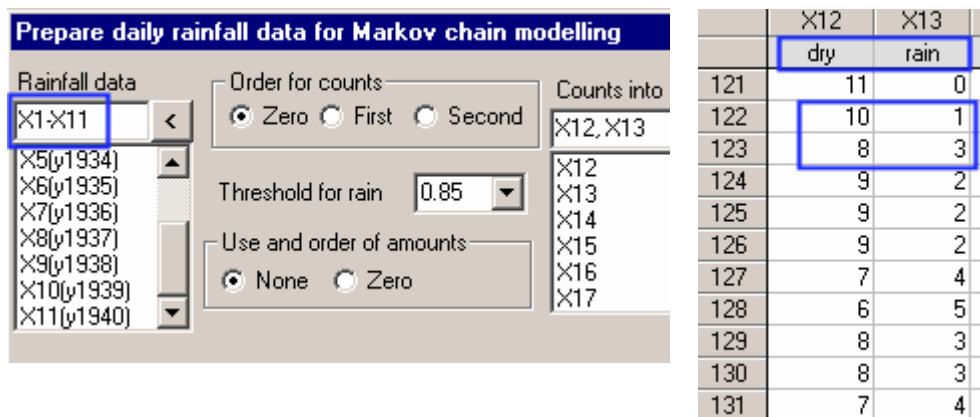 Prepare daily rainfall data for Markov chain modelling
Rainfall data
X1-X11
<
X5(y1934)
X6(y1935)
X7(y1936)
X8(y1937)
X9(y1938)
X10(y1939)
X11(y1940)
Order for counts
Zero First Second
Threshold for rain 0.85
Use and order of amounts
None Zero
Counts into
X12, X13
X12
X13
X14
X15
X16
X17
X12 X13
dry rain
121 11 0
122 10 1
123 8 3
124 9 2
125 9 2
126 9 2
127 7 4
128 6 5
129 8 3
130 8 3
131 7 4